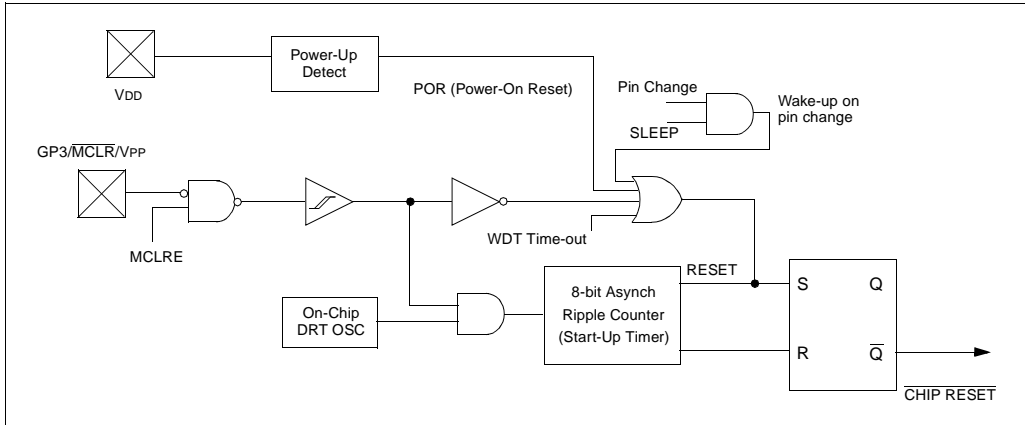 Power-Up
Detect
VDD
POR (Power-On Reset)
Pin Change
SLEEP
Wake-up on
pin change
GP3/MCLR/VPP
MCLRE
WDT Time-out
RESET
On-Chip
DRT OSC
8-bit Asynch
Ripple Counter
(Start-Up Timer)
S
Q
R
Q
CHIP RESET